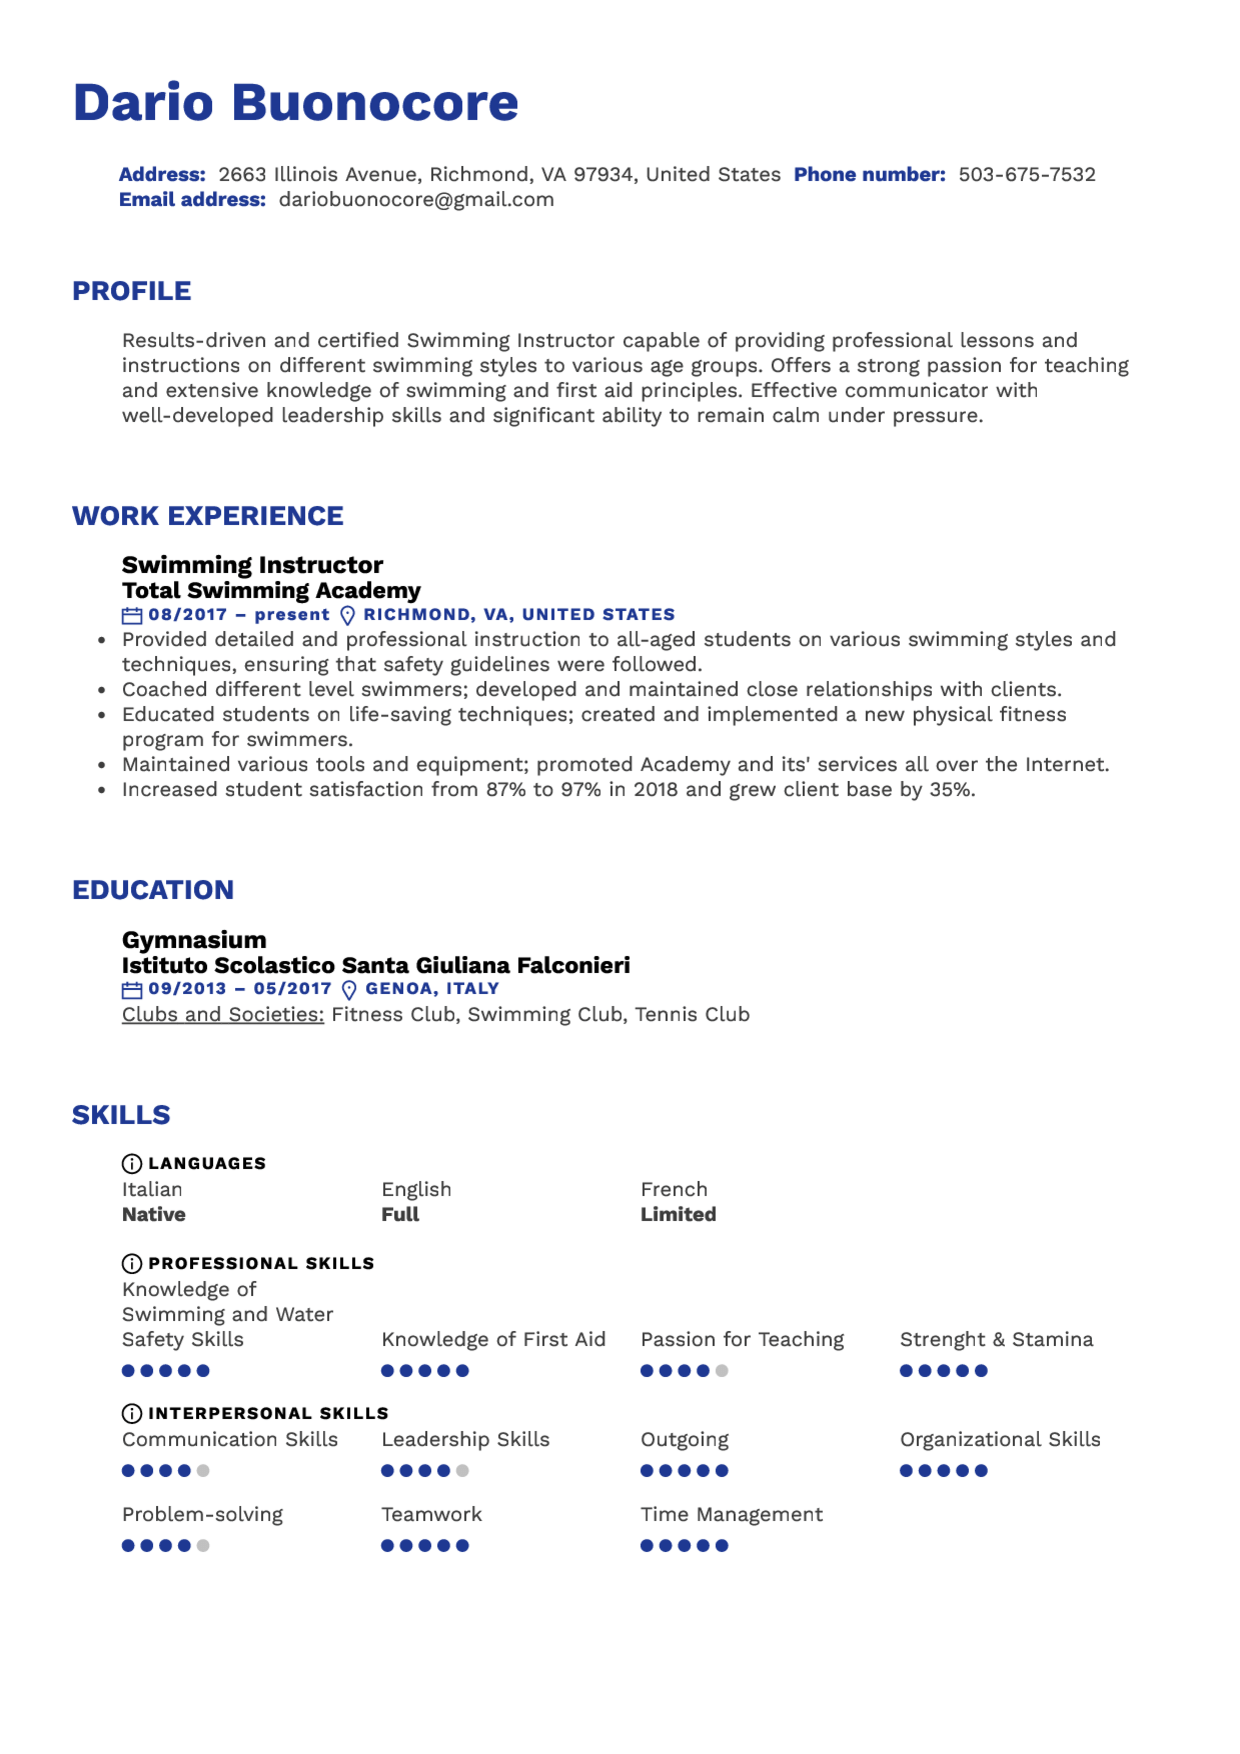 Dario Buonocore
Address: 2663 Illinois Avenue, Richmond, VA 97934, United States Phone number: 503-675-7532
Email address: dariobuonocore@gmail.com
PROFILE
Results-driven and certified Swimming Instructor capable of providing professional lessons and
instructions on different swimming styles to various age groups. Offers a strong passion for teaching
and extensive knowledge of swimming and first aid principles. Effective communicator with
well-developed leadership skills and significant ability to remain calm under pressure.
WORK EXPERIENCE
Swimming Instructor
Total Swimming Academy
08/2017 – present RICHMOND, VA, UNITED STATES
• Provided detailed and professional instruction to all-aged students on various swimming styles and
techniques, ensuring that safety guidelines were followed.
• Coached different level swimmers; developed and maintained close relationships with clients.
• Educated students on life-saving techniques; created and implemented a new physical fitness
program for swimmers.
• Maintained various tools and equipment; promoted Academy and its' services all over the Internet.
• Increased student satisfaction from 87% to 97% in 2018 and grew client base by 35%.
EDUCATION
Gymnasium
Istituto Scolastico Santa Giuliana Falconieri
09/2013 – 05/2017 GENOA, ITALY
Clubs and Societies: Fitness Club, Swimming Club, Tennis Club
SKILLS
LANGUAGES
Italian English French
Native Full Limited
PROFESSIONAL SKILLS
Knowledge of
Swimming and Water
Safety Skills Knowledge of First Aid Passion for Teaching Strenght & Stamina
INTERPERSONAL SKILLS
Communication Skills Leadership Skills Outgoing Organizational Skills
Problem-solving Teamwork Time Management